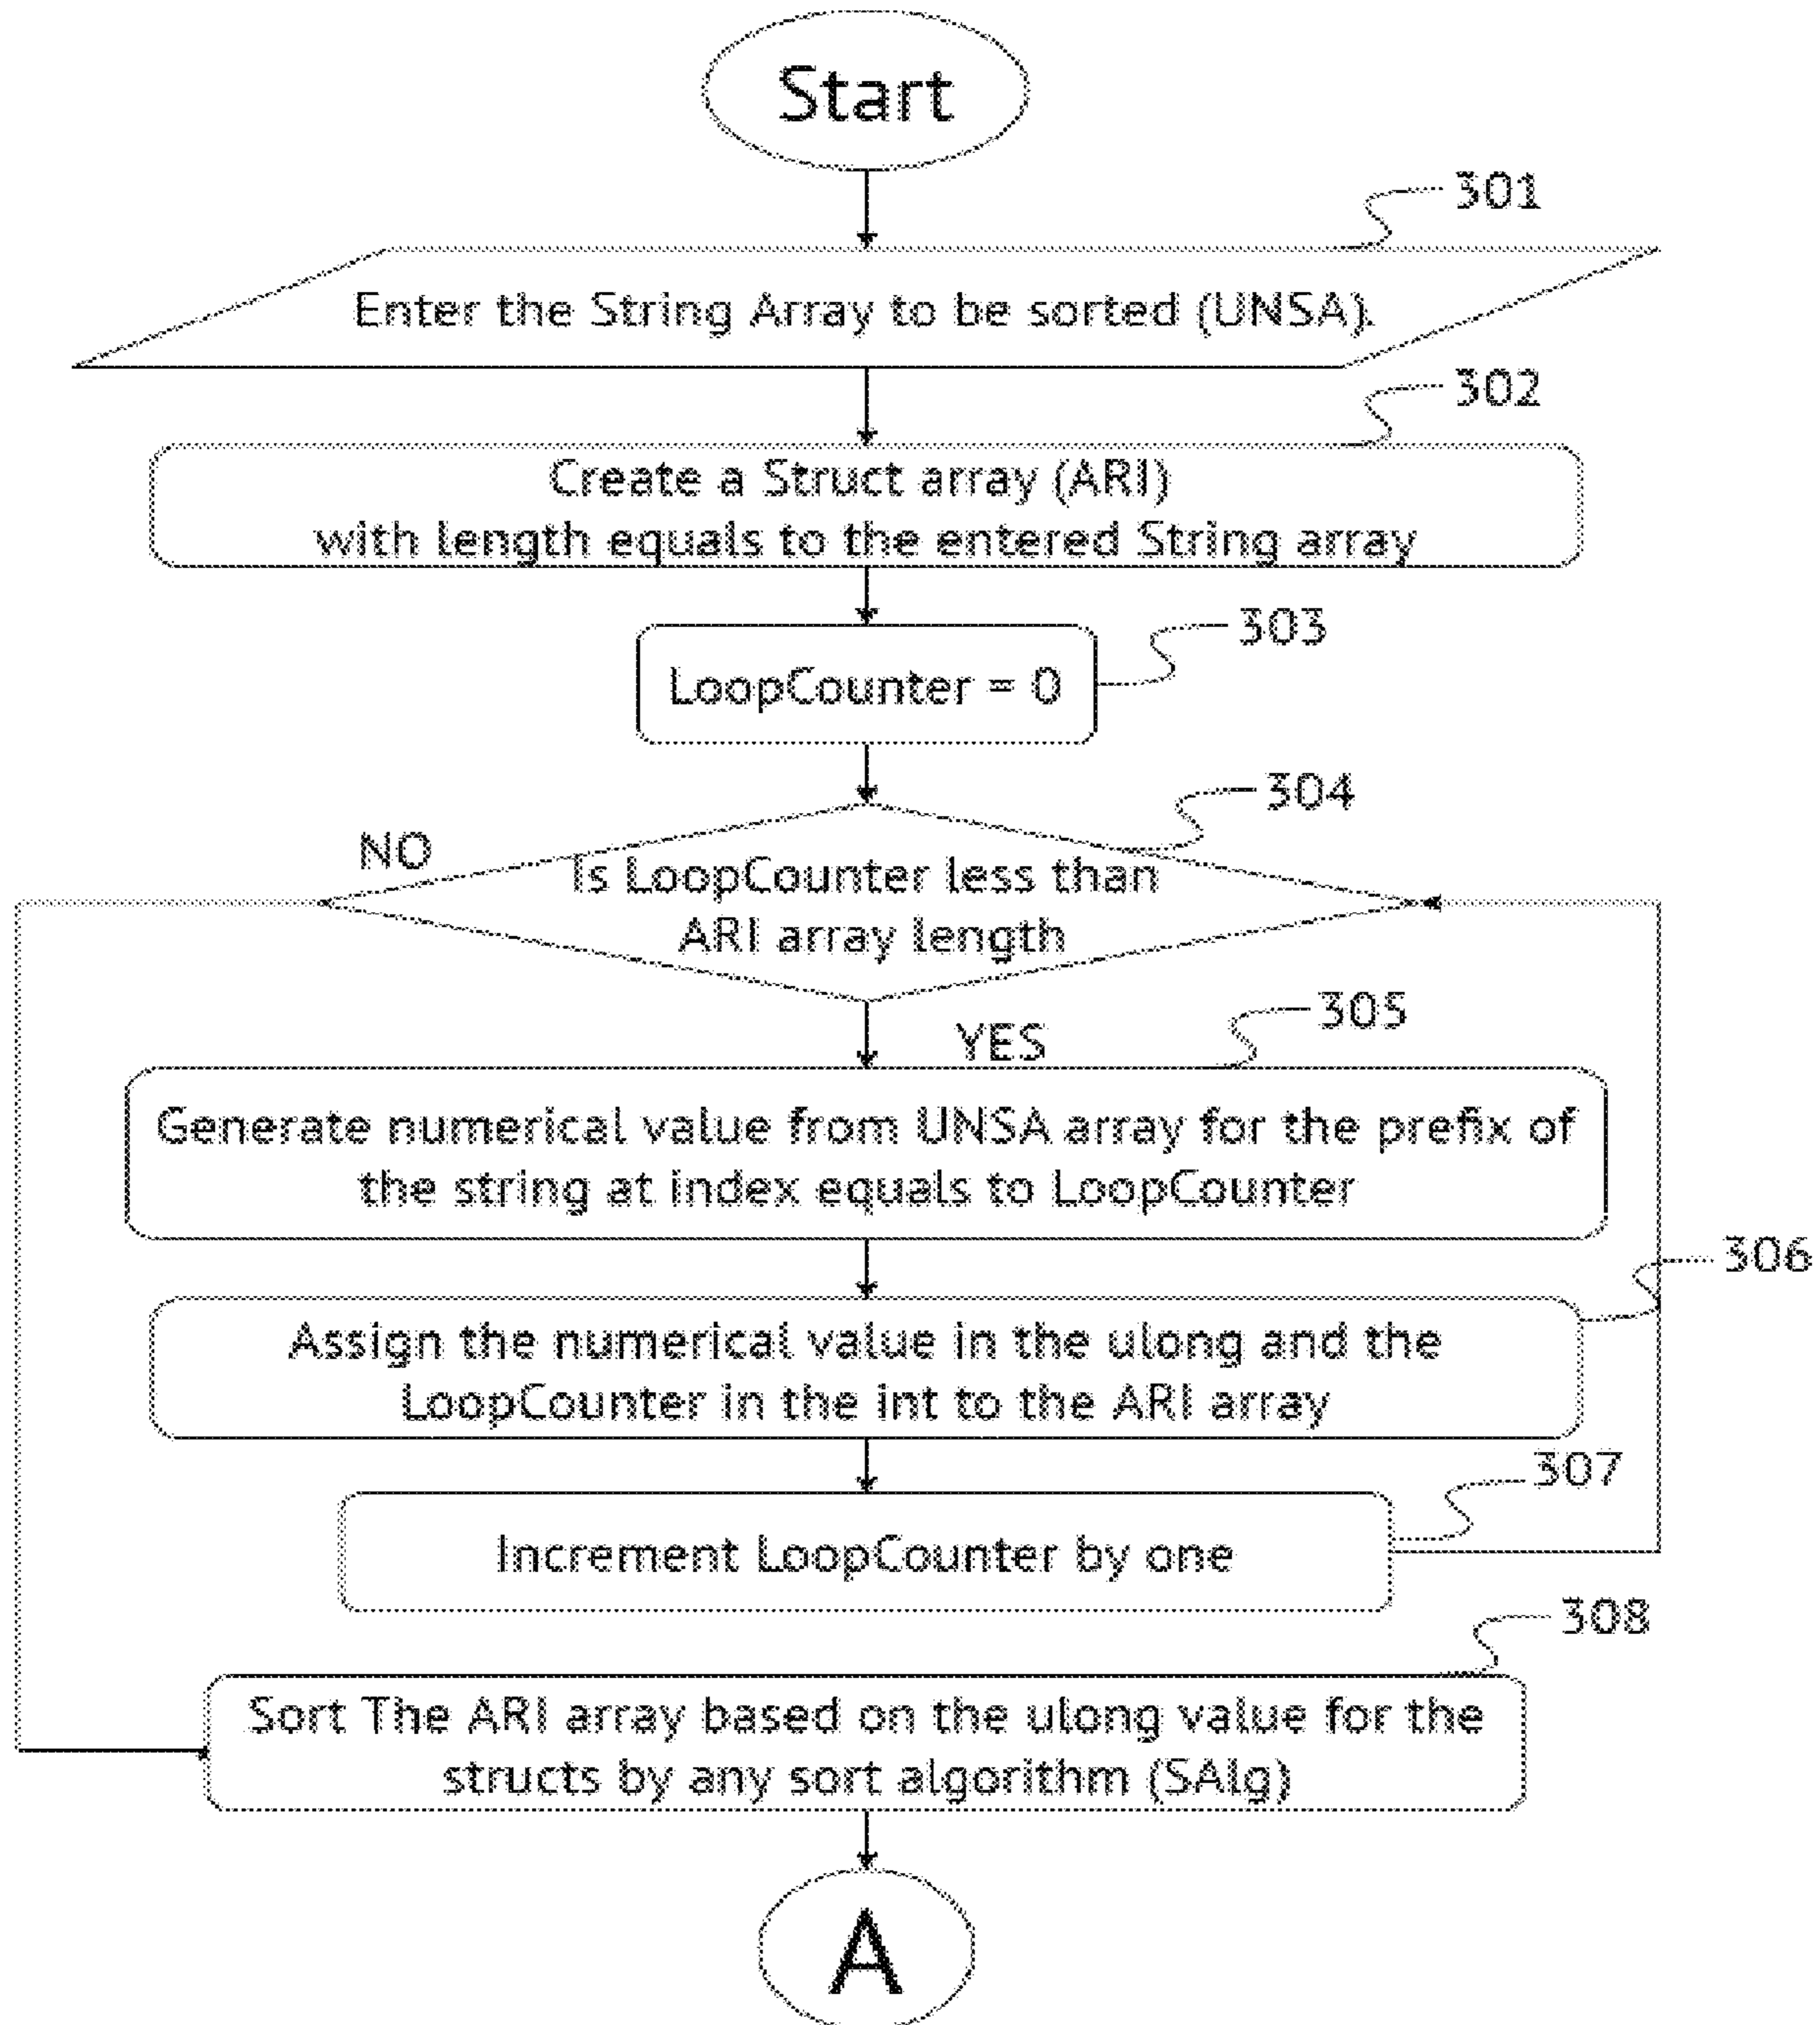 Start
301
Enter the String Array to be sorted (UNSA).
302
Create a Struct array (ARI)
with length equals to the entered String array
303
LoopCounter = 0
304
NO
Is LoopCounter less than
ARI array length
305
YES
Generate numerical value from UNSA array for the prefix of
the string at index equals to LoopCounter
306
Assign the numerical value in the ulong and the
LoopCounter in the int to the ARI array
307
Increment LoopCounter by one
308
Sort The ARI array based on the ulong value for the
structs by any sort algorithm (SAlg)
A